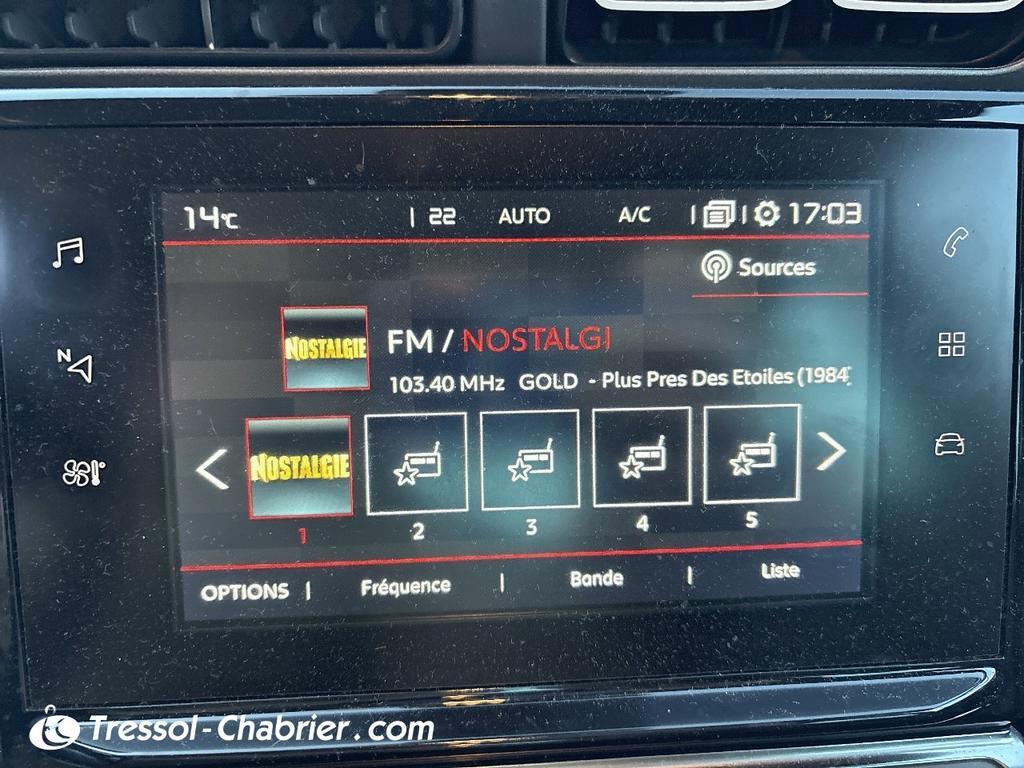 14°C | 22 AUTO A/C | | 17:03
Sources
NOSTALGIE FM / NOSTALGI
103.40 MHz GOLD - Plus Pres Des Etoiles (1984
NOSTALGIE
1 2 3 4 5
OPTIONS | Fréquence | Bande | Liste
N
Tressol-Chabrier.com